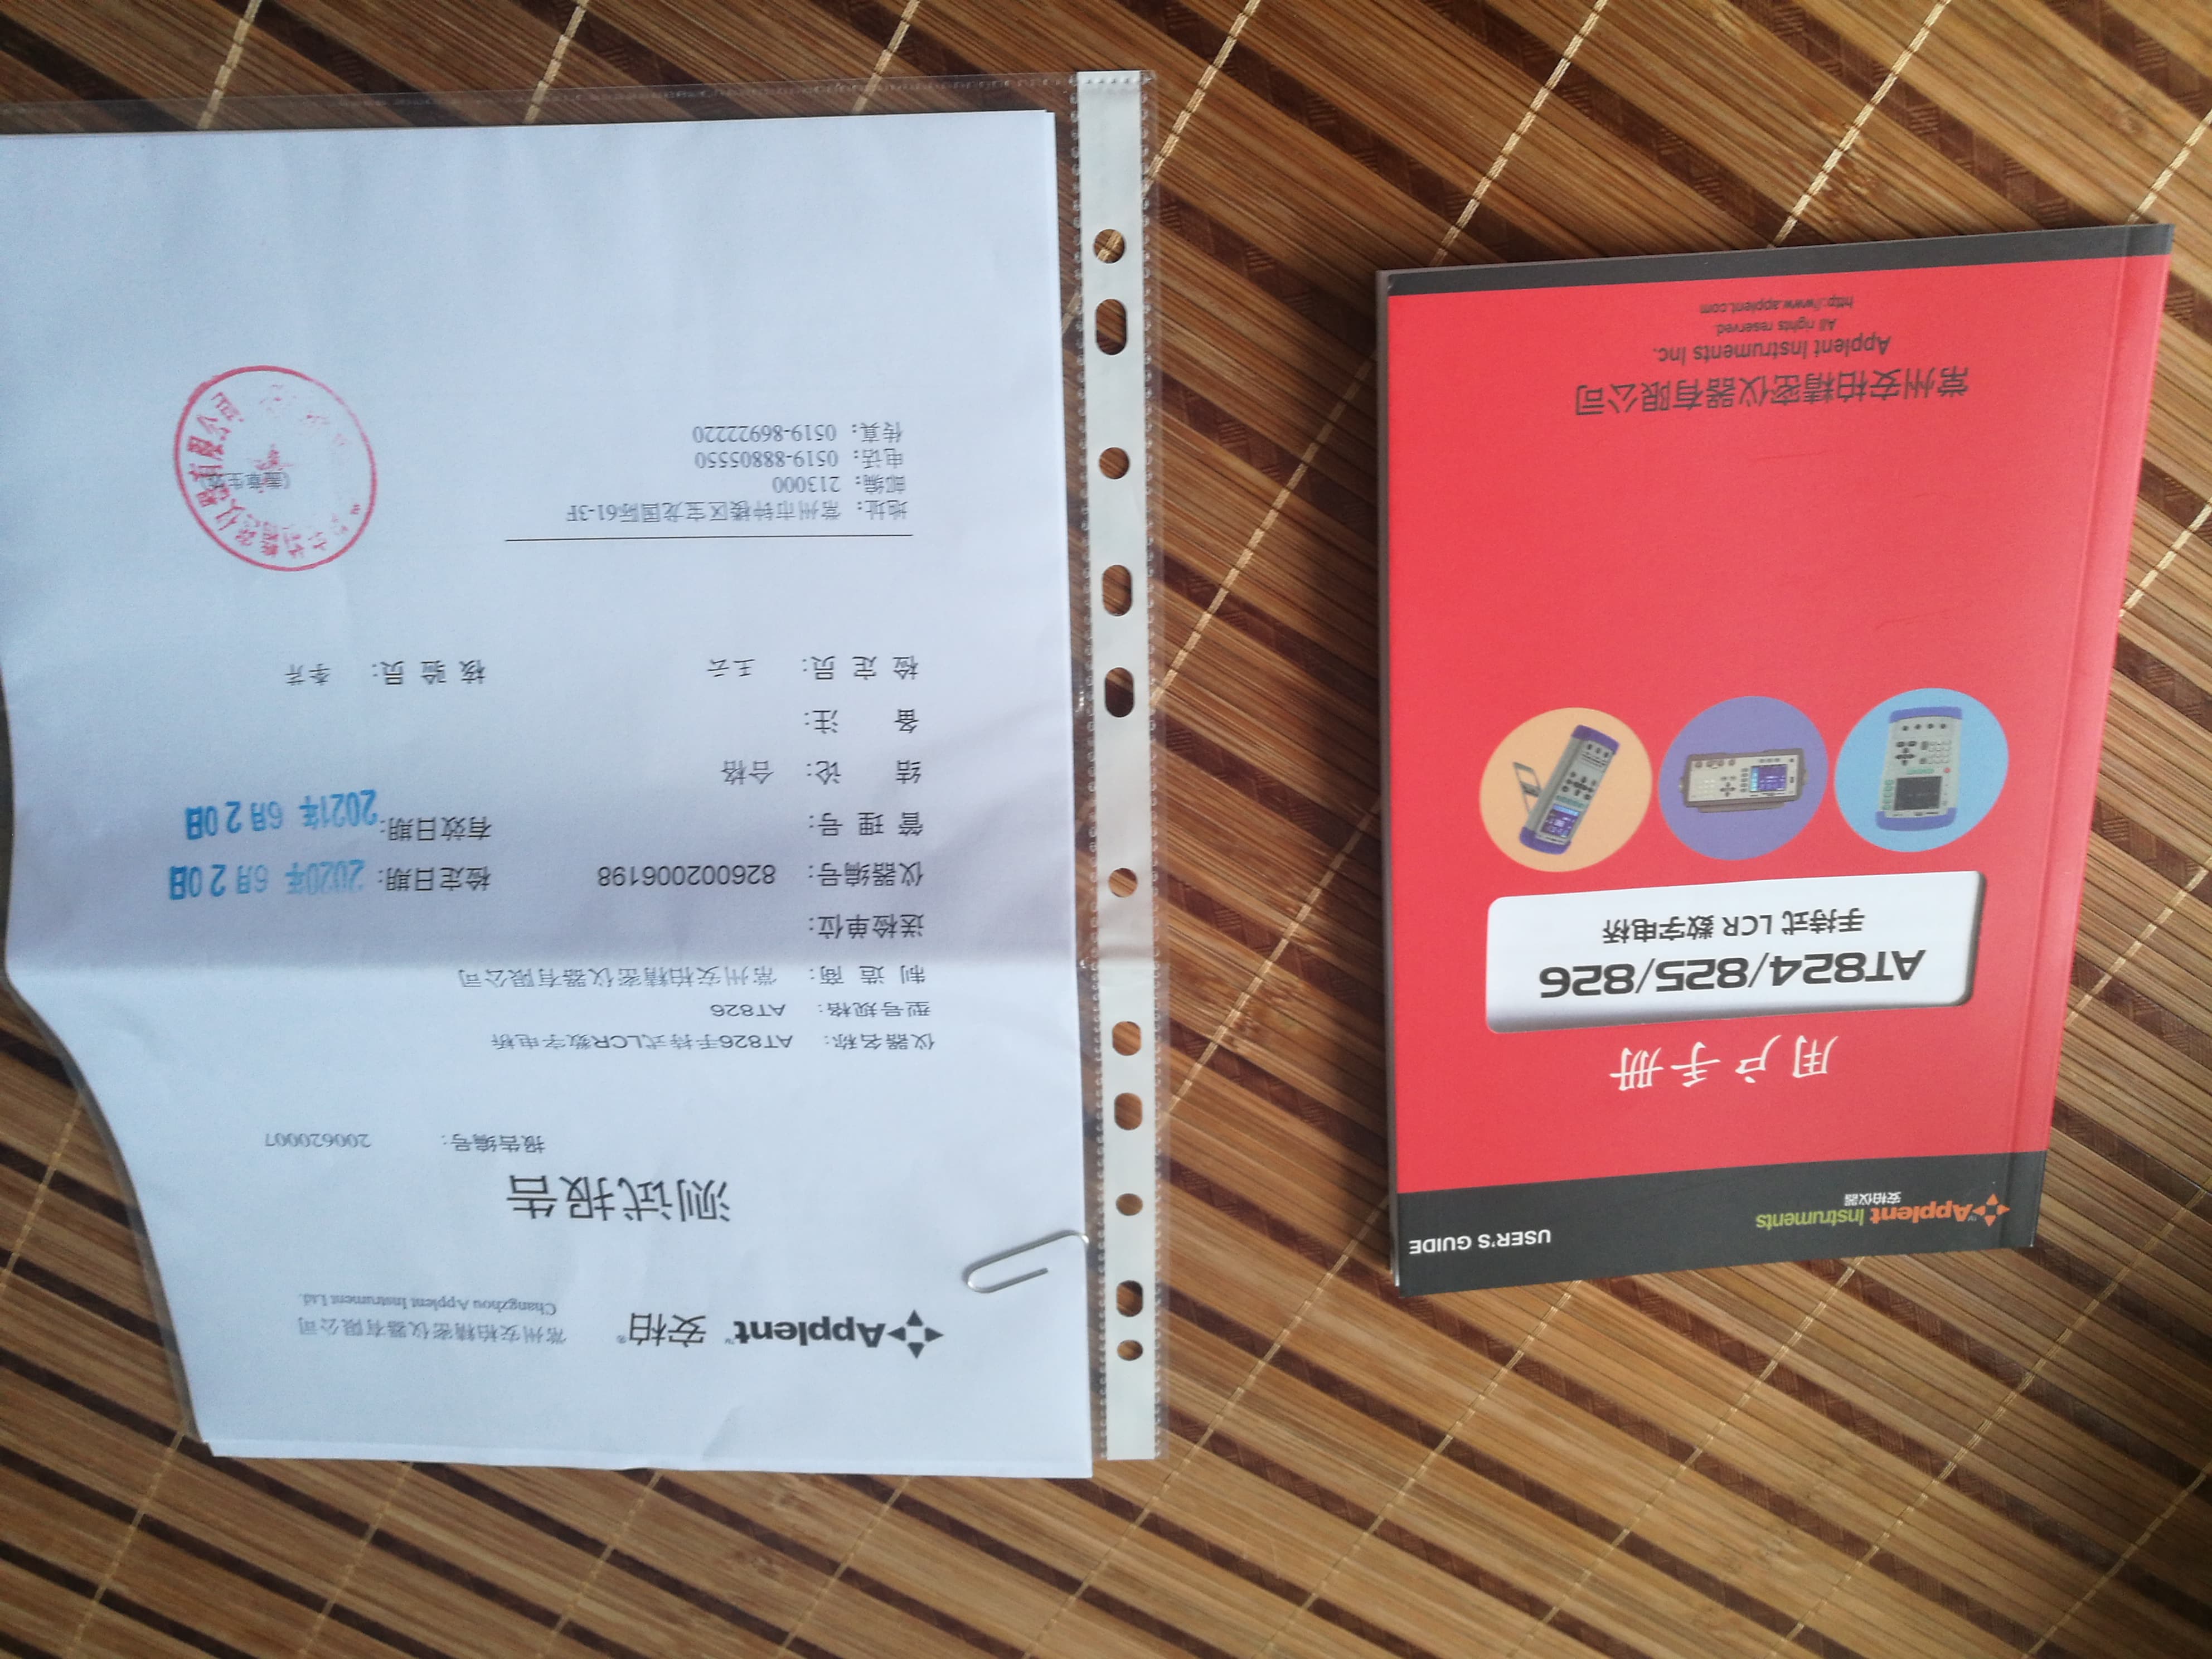 Applent™ 安柏®
常州安柏精密仪器有限公司
Changzhou Applent Instrument Ltd.
测试报告
报告编号: 200620007
仪器名称: AT826手持式LCR数字电桥
型号规格: AT826
制 造 商: 常州安柏精密仪器有限公司
送检单位:
仪器编号: 826002006198 检定日期: 2020年 6月 20日
管 理 号: 有效日期: 2021年 6月 20日
结 论: 合格
备 注:
检 定 员: 王云 核 验 员: 李芹
地址: 常州市钟楼区宝龙国际61-3F
邮编: 213000
电话: 0519-88805550
传真: 0519-86922220
Applent Instruments
安柏仪器
USER'S GUIDE
用户手册
AT824/825/826
手持式 LCR 数字电桥
常州安柏精密仪器有限公司
Applent Instruments Inc.
All rights reserved.
http://www.applent.com